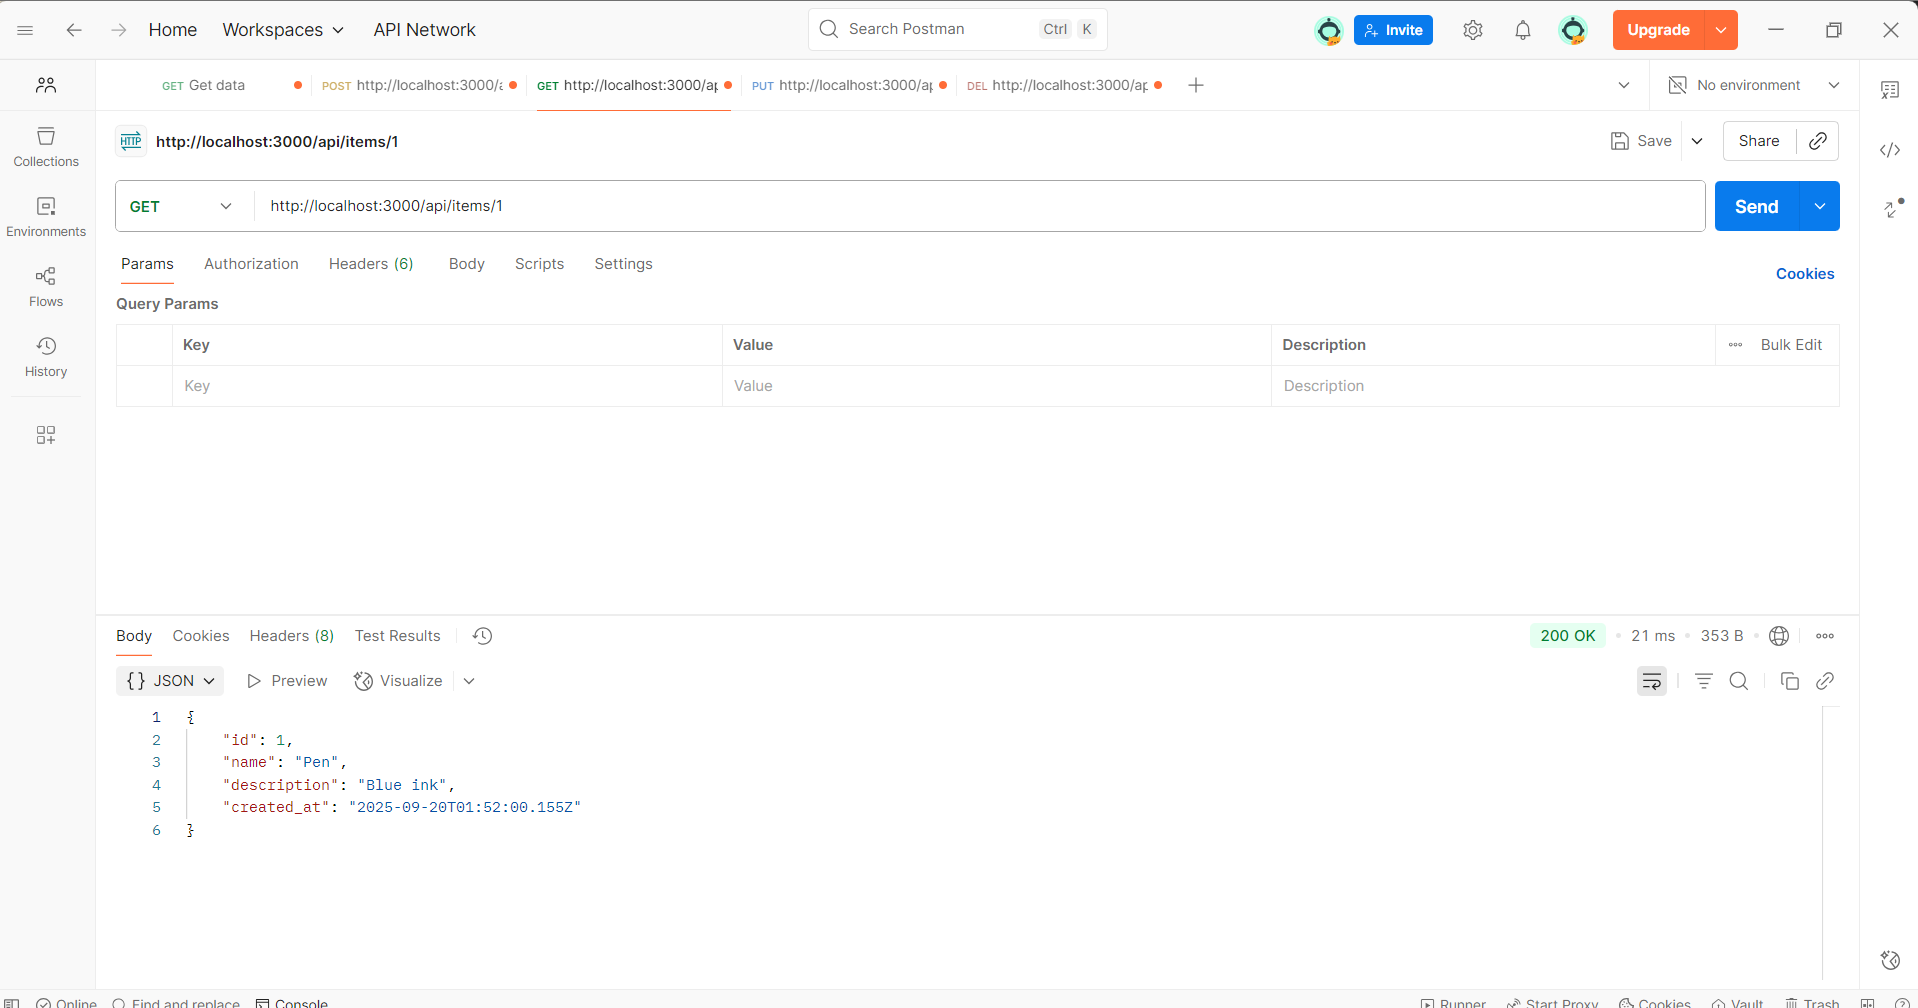 Home Workspaces API Network Search Postman Ctrl K Invite Upgrade
GET Get data POST http://localhost:3000/a GET http://localhost:3000/ap PUT http://localhost:3000/ap DEL http://localhost:3000/ap No environment
Collections
Environments
Flows
History
HTTP http://localhost:3000/api/items/1 Save Share
GET http://localhost:3000/api/items/1 Send
Params Authorization Headers (6) Body Scripts Settings Cookies
Query Params
Key Value Description Bulk Edit
Key Value Description
Body Cookies Headers (8) Test Results 200 OK 21 ms 353 B
{} JSON Preview Visualize
1 {
2 "id": 1,
3 "name": "Pen",
4 "description": "Blue ink",
5 "created_at": "2025-09-20T01:52:00.155Z"
6 }
Online Find and replace Console Runner Start Proxy Cookies Vault Trash